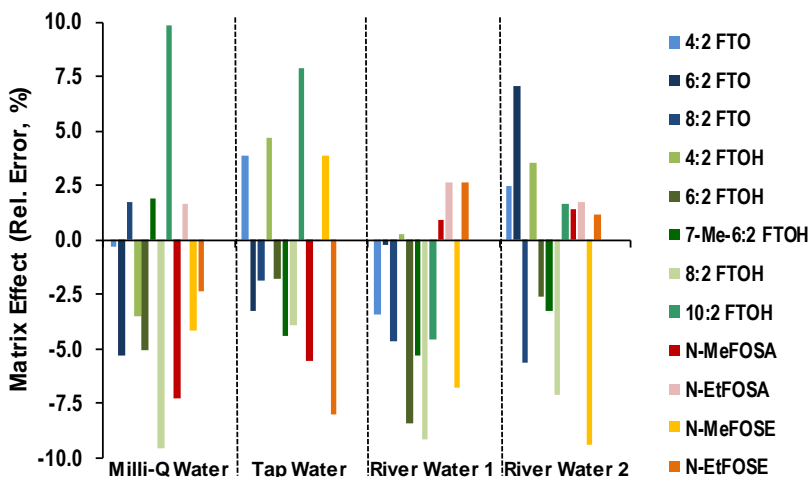 Matrix Effect (Rel. Error, %)
10.0
7.5
5.0
2.5
0.0
-2.5
-5.0
-7.5
-10.0
Milli-Q Water
Tap Water
River Water 1
River Water 2
4:2 FTO
6:2 FTO
8:2 FTO
4:2 FTOH
6:2 FTOH
7-Me-6:2 FTOH
8:2 FTOH
10:2 FTOH
N-MeFOSA
N-EtFOSA
N-MeFOSE
N-EtFOSE